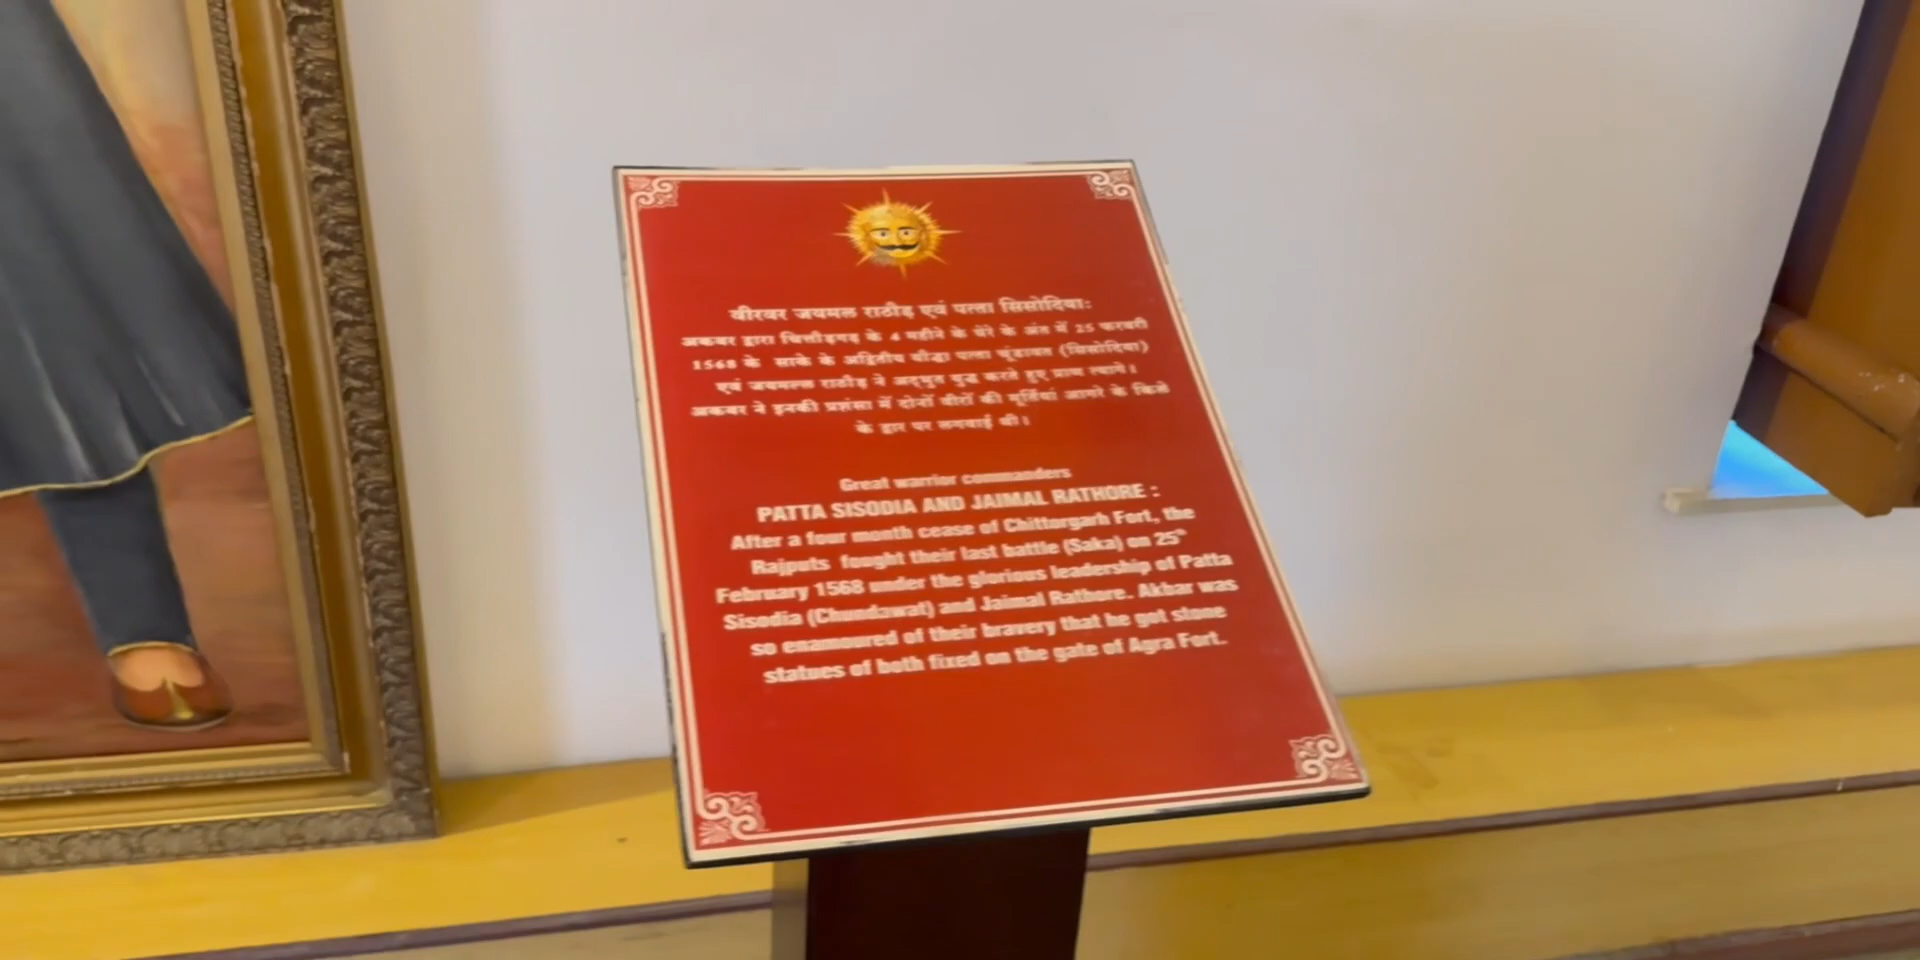 वीरवर जयमल राठौड़ एवं पत्ता सिसोदिया:
अकबर द्वारा चित्तौड़गढ़ के 4 महीने के घेरे के अंत में 25 फरवरी
1568 के साके के अद्वितीय यौद्धा पत्ता चूंडावत (सिसोदिया)
एवं जयमल राठौड़ ने अद्भुत युद्ध करते हुए प्राण त्यागे।
अकबर ने इनकी प्रशंसा में दोनों वीरों की मूर्तियां आगरे के किले
के द्वार पर लगवाई थी।
Great warrior commanders
PATTA SISODIA AND JAIMAL RATHORE :
After a four month cease of Chittorgarh Fort, the
Rajputs fought their last battle (Saka) on 25th
February 1568 under the glorious leadership of Patta
Sisodia (Chundawat) and Jaimal Rathore. Akbar was
so enamoured of their bravery that he got stone
statues of both fixed on the gate of Agra Fort.